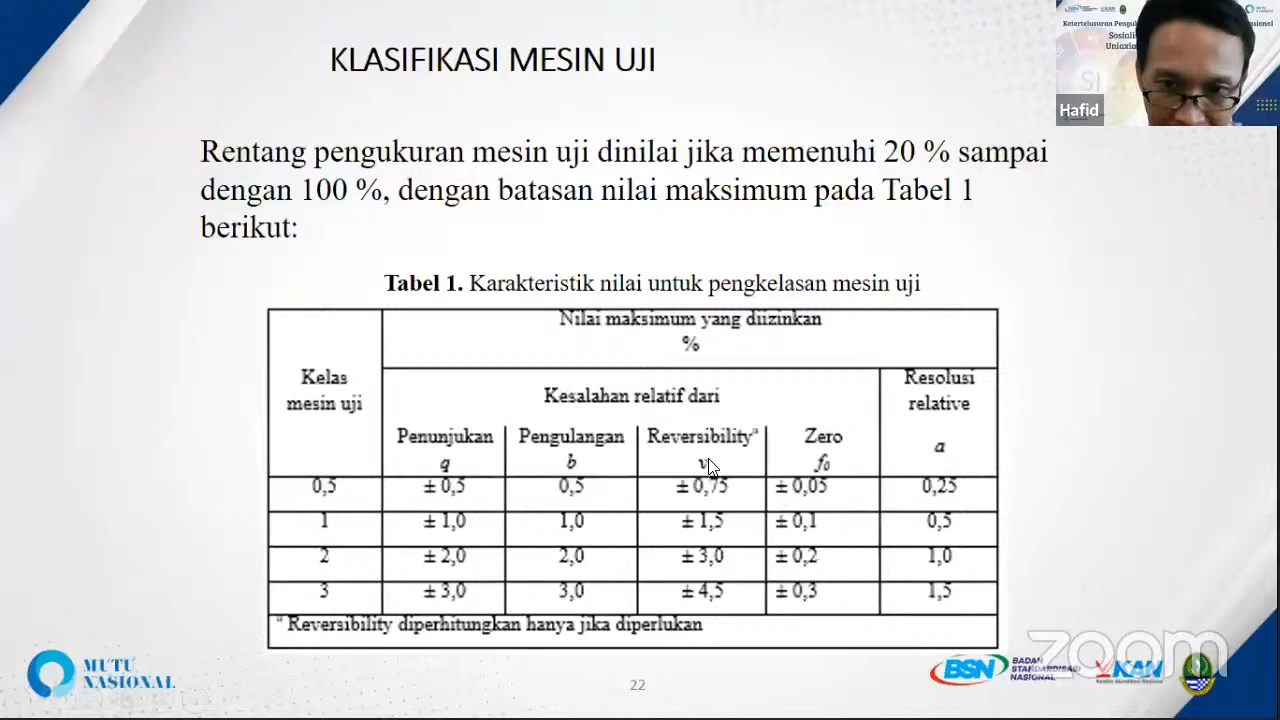 KLASIFIKASI MESIN UJI
Ketertelusuran
Hafid
Rentang pengukuran mesin uji dinilai jika memenuhi 20 % sampai
dengan 100 %, dengan batasan nilai maksimum pada Tabel 1
berikut:
Tabel 1. Karakteristik nilai untuk pengkelasan mesin uji
Kelas mesin uji
Nilai maksimum yang diizinkan
%
Kesalahan relatif dari
Resolusi
relative
a
Penunjukan Pengulangan Reversibilityᵃ Zero
q b v f₀
0,5 ± 0,5 0,5 ± 0,75 ± 0,05 0,25
1 ± 1,0 1,0 ± 1,5 ± 0,1 0,5
2 ± 2,0 2,0 ± 3,0 ± 0,2 1,0
3 ± 3,0 3,0 ± 4,5 ± 0,3 1,5
ᵃ Reversibility diperhitungkan hanya jika diperlukan
MUTU
NASIONAL
22
zoom
BSN BADAN
STANDARDISASI
NASIONAL
KAN